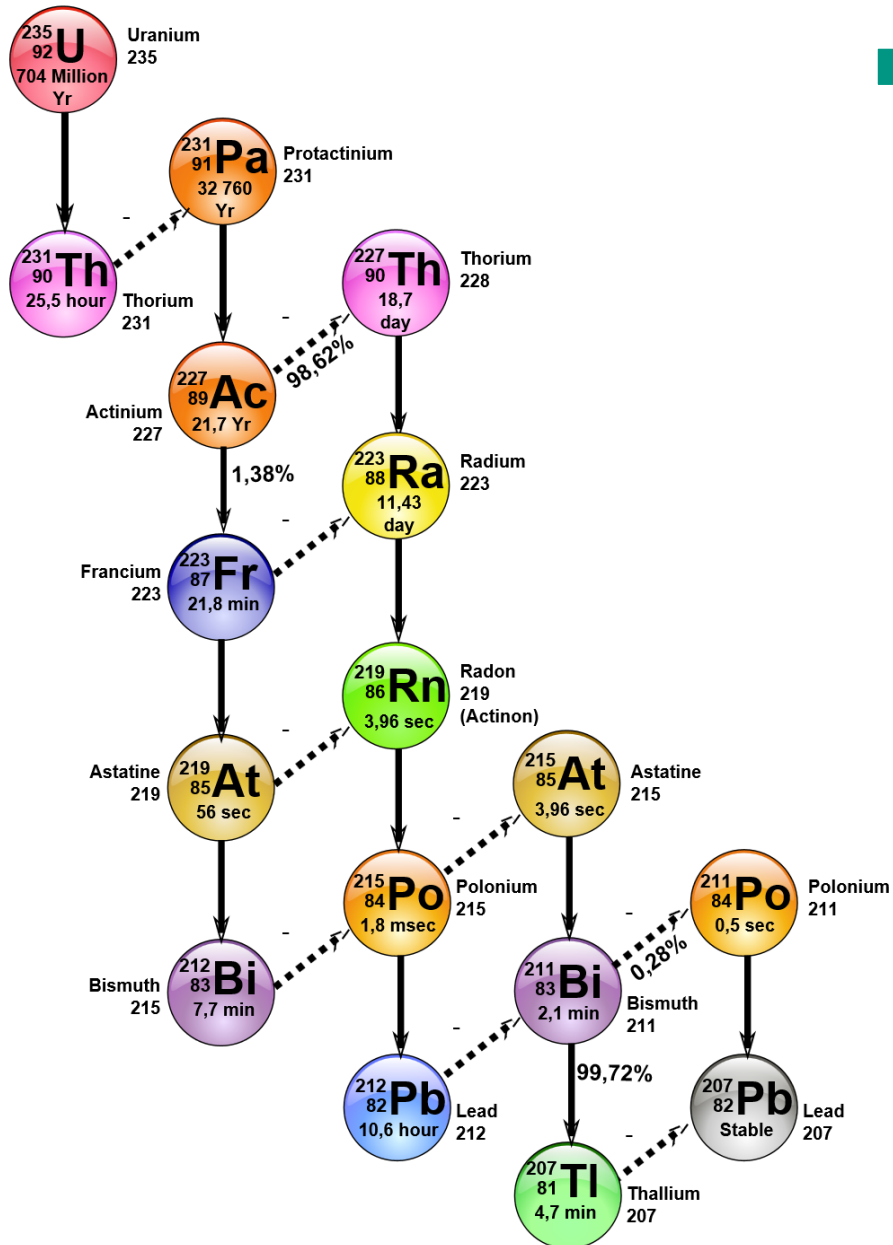 235
92 U
704 Million
Yr
Uranium
235
231
91 Pa
32 760
Yr
Protactinium
231
-
231
90 Th
25,5 hour
Thorium
231
227
90 Th
18,7
day
Thorium
228
-
98,62%
227
89 Ac
21,7 Yr
Actinium
227
1,38%
223
88 Ra
11,43
day
Radium
223
-
223
87 Fr
21,8 min
Francium
223
219
86 Rn
3,96 sec
Radon
219
(Actinon)
-
219
85 At
56 sec
Astatine
219
215
85 At
3,96 sec
Astatine
215
-
215
84 Po
1,8 msec
Polonium
215
211
84 Po
0,5 sec
Polonium
211
-
212
83 Bi
7,7 min
Bismuth
215
-
0,28%
211
83 Bi
2,1 min
Bismuth
211
-
99,72%
212
82 Pb
10,6 hour
Lead
212
207
82 Pb
Stable
Lead
207
-
207
81 Tl
4,7 min
Thallium
207